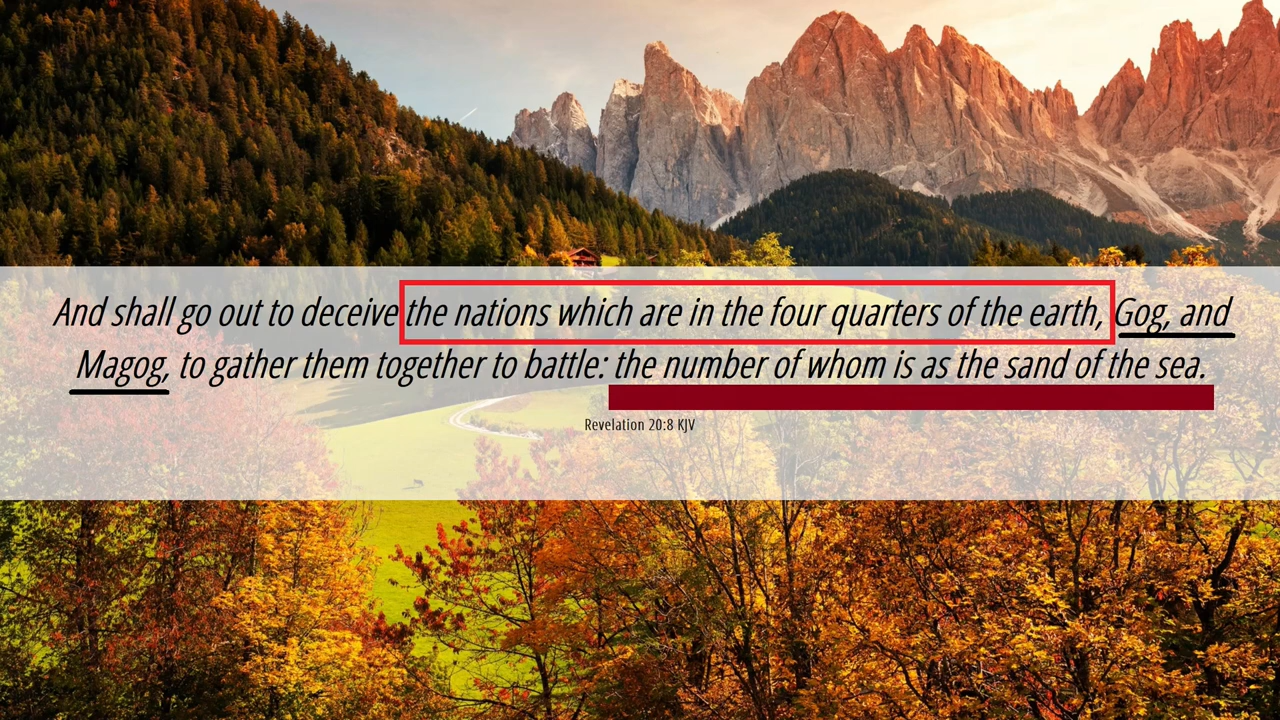 And shall go out to deceive the nations which are in the four quarters of the earth, Gog, and
Magog, to gather them together to battle: the number of whom is as the sand of the sea.
Revelation 20:8 KJV